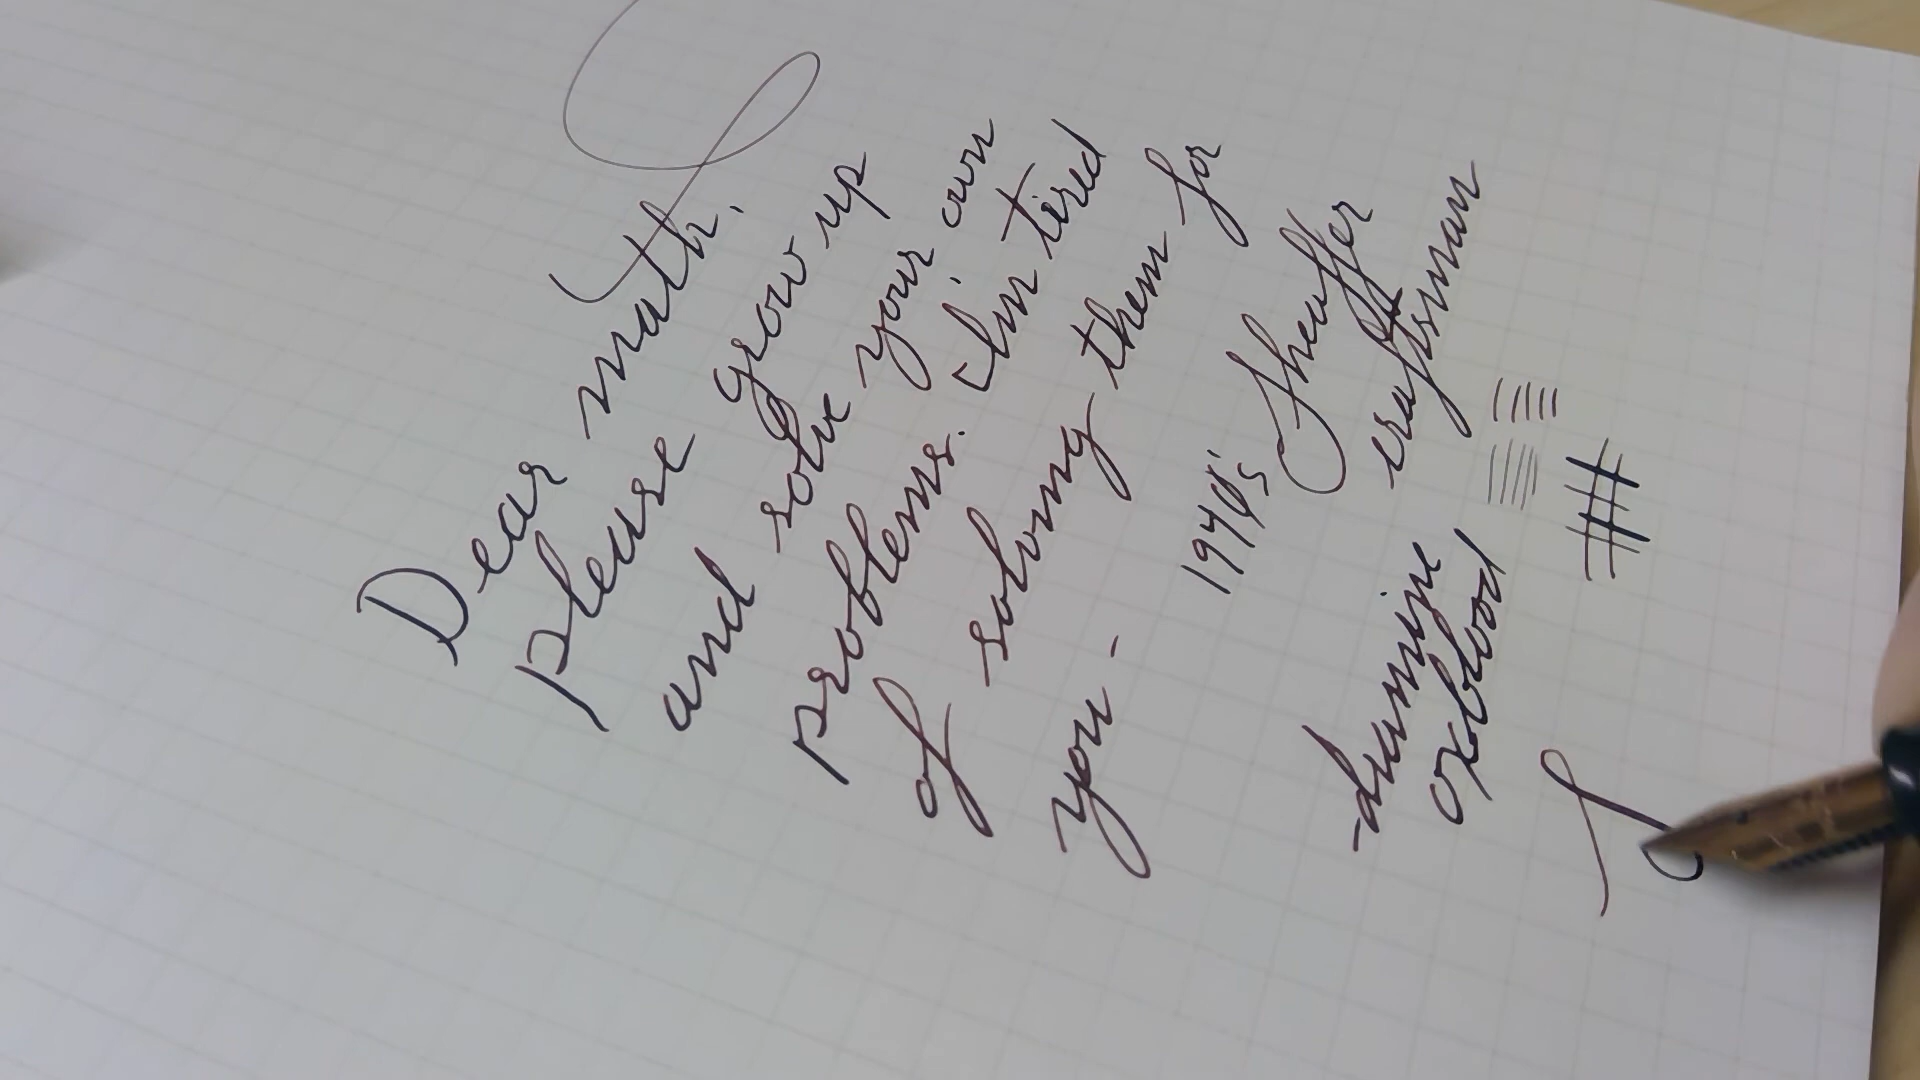 Dear math.
please grow up
and solve your own
problems. I'm tired
of solving them for
you-
1940's Sheaffer
craftsman
-diamine
oxblood